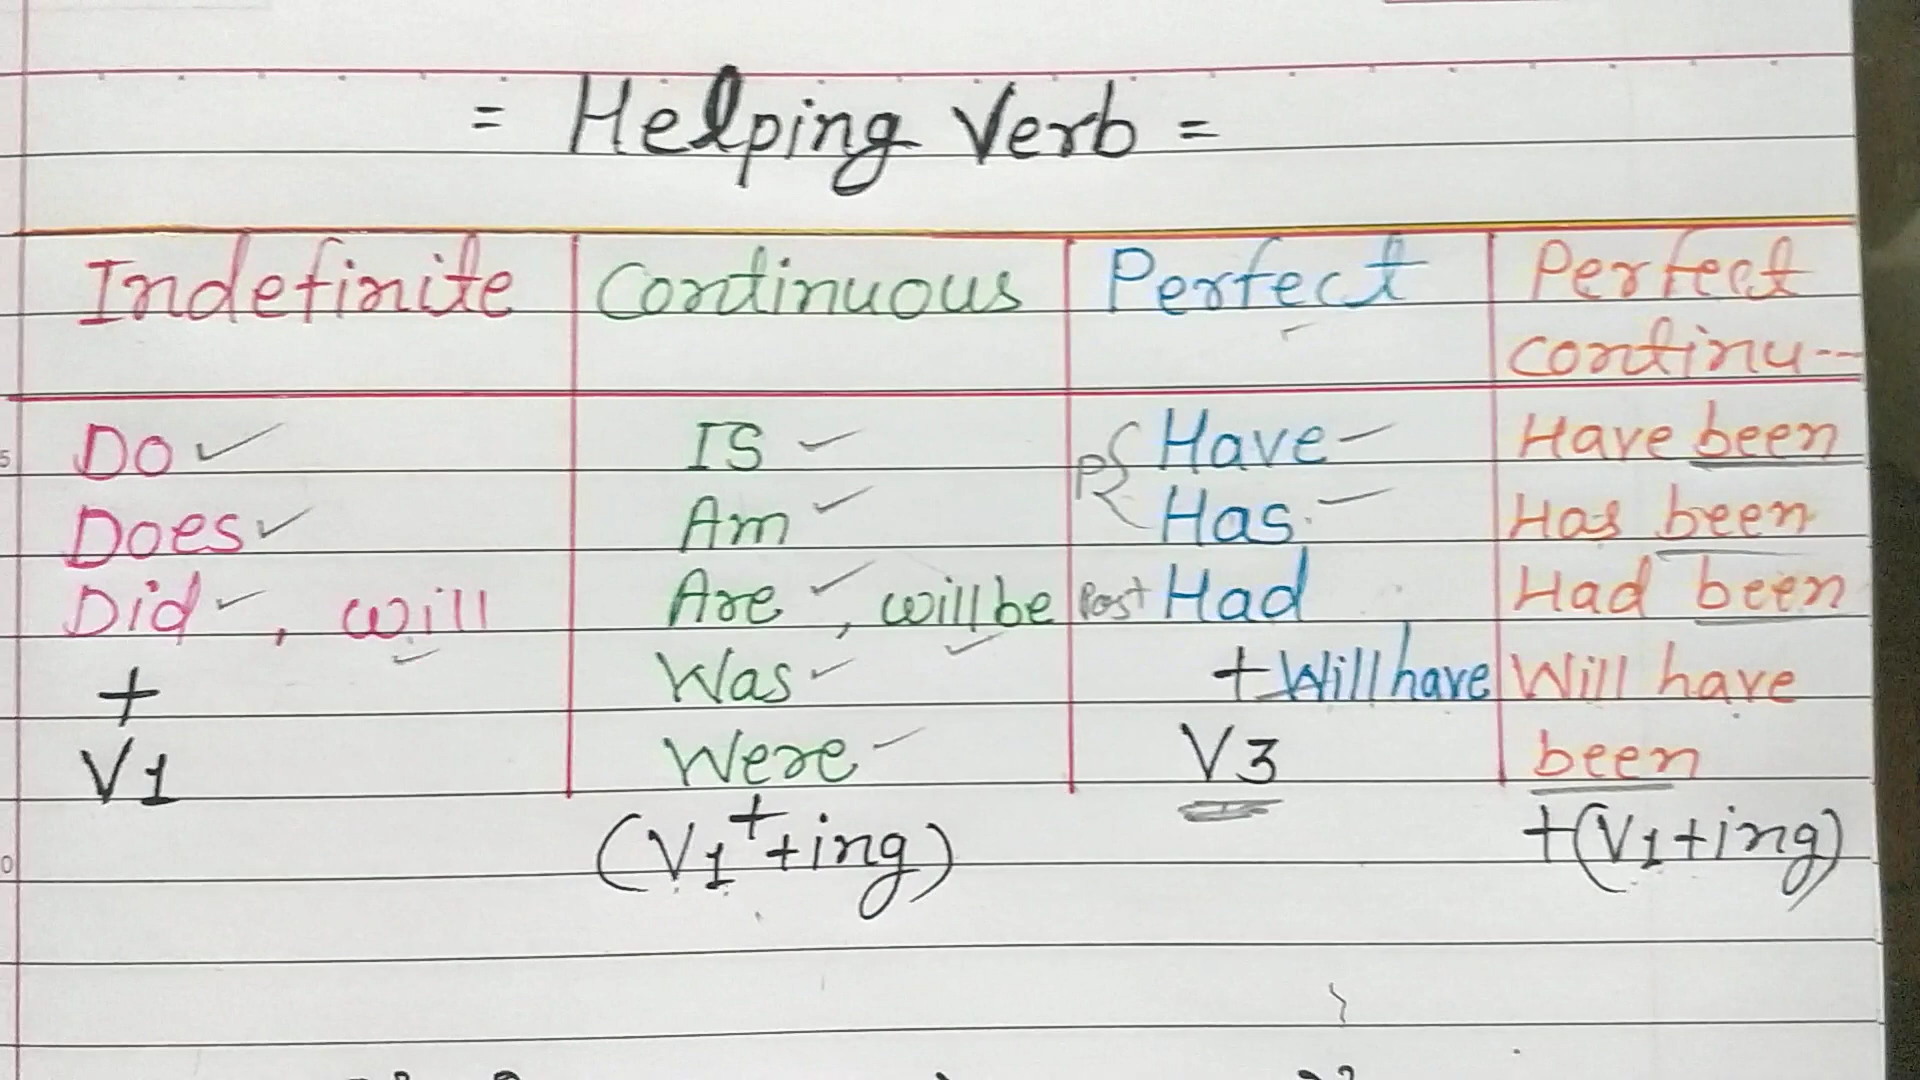 = Helping Verb =
Indefinite Continuous Perfect Perfect
continu--
Do IS Have Have been
Does Am Has Has been
Did, will Are, will be Past Had Had been
+ Was + Will have Will have
V1 Were V3 been
(V1 + +ing) +(V1+ing)